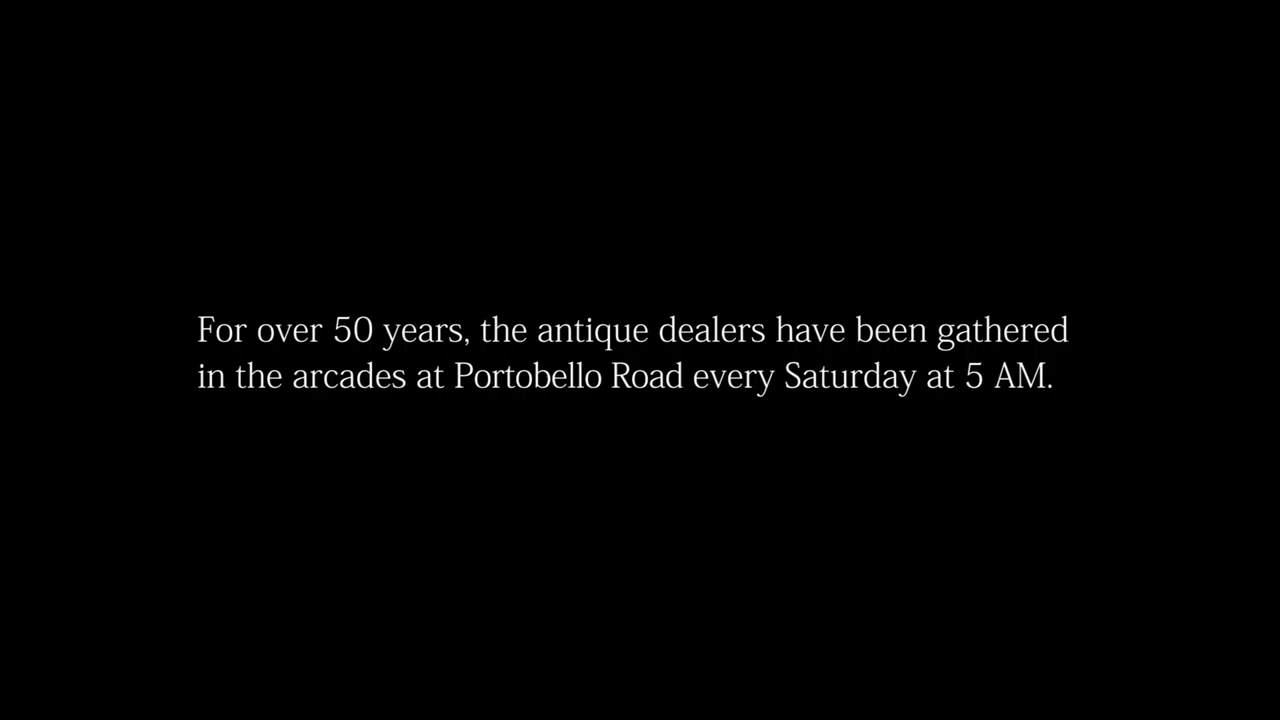 For over 50 years, the antique dealers have been gathered
in the arcades at Portobello Road every Saturday at 5 AM.